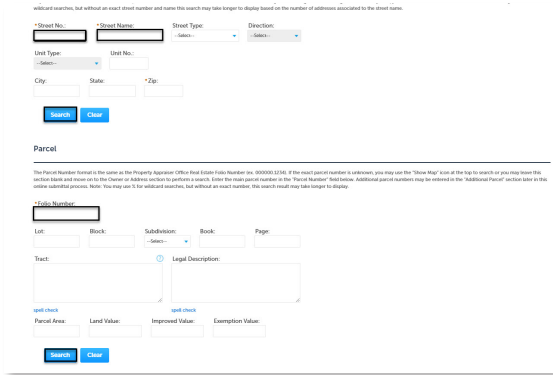 wildcard searches, but without an exact street number and name this search may take longer to display based on the number of addresses associated to the street name.
*Street No.: *Street Name: Street Type: Direction:
--Select-- --Select--
Unit Type: Unit No.:
--Select--
City: State: *Zip:
Search Clear
Parcel
The Parcel Number format is the same as the Property Appraiser Office Real Estate Folio Number (ex. 000000.1234). If the exact parcel number is unknown, you may use the "Show Map" icon at the top to search or you may leave this
section blank and move on to the Owner or Address section to perform a search. Enter the main parcel number in the "Parcel Number" field below. Additional parcel numbers may be entered in the "Additional Parcel" section later in this
online submittal process. Note: You may use % for wildcard searches, but without an exact number, this search result may take longer to display.
*Folio Number:
Lot: Block: Subdivision: Book: Page:
--Select--
Tract: ? Legal Description:
spell check spell check
Parcel Area: Land Value: Improved Value: Exemption Value:
Search Clear